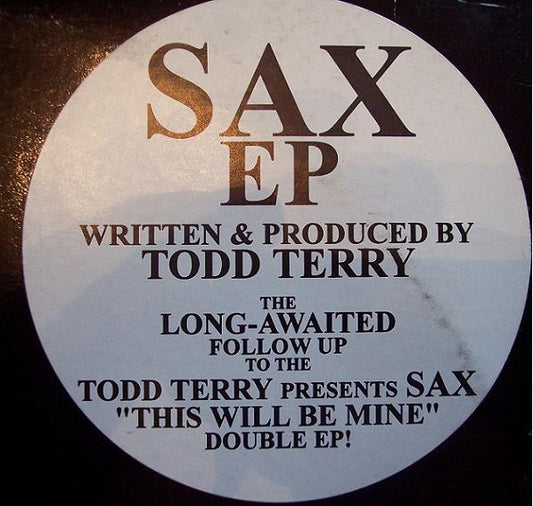 SAX
EP
WRITTEN & PRODUCED BY
TODD TERRY
THE
LONG-AWAITED
FOLLOW UP
TO THE
TODD TERRY PRESENTS SAX
"THIS WILL BE MINE"
DOUBLE EP!